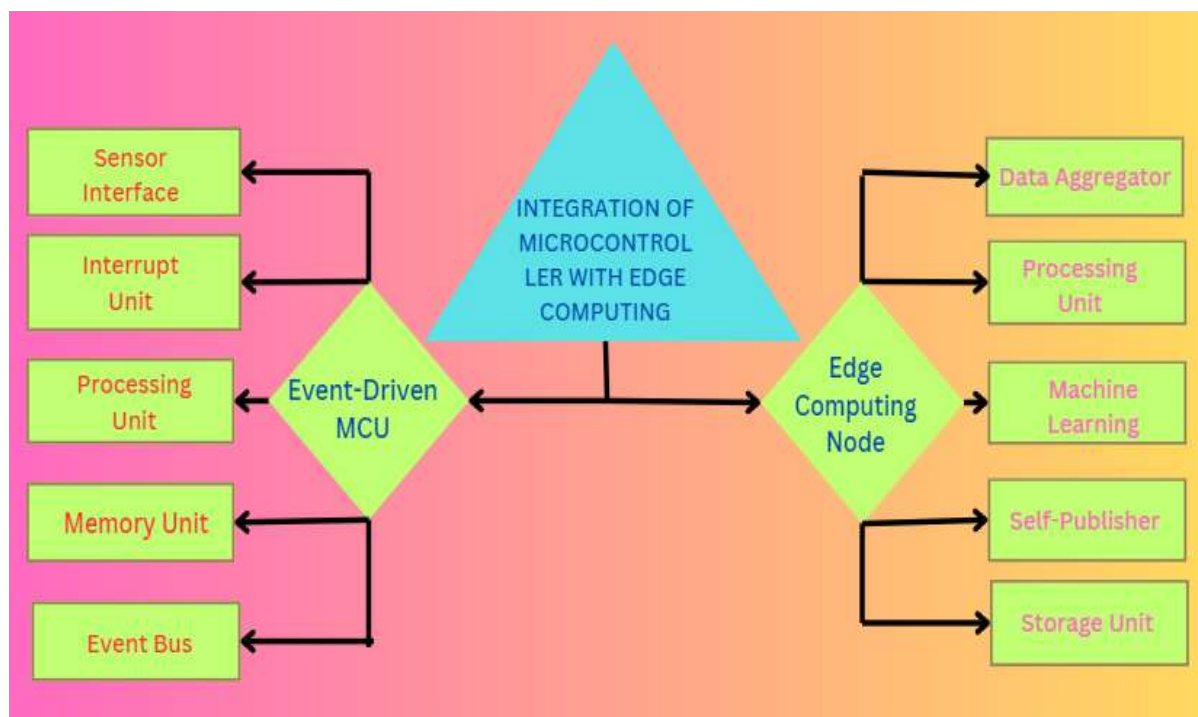 INTEGRATION OF
MICROCONTROL
LER WITH EDGE
COMPUTING
Event-Driven
MCU
Sensor
Interface
Interrupt
Unit
Processing
Unit
Memory Unit
Event Bus
Edge
Computing
Node
Data Aggregator
Processing
Unit
Machine
Learning
Self-Publisher
Storage Unit